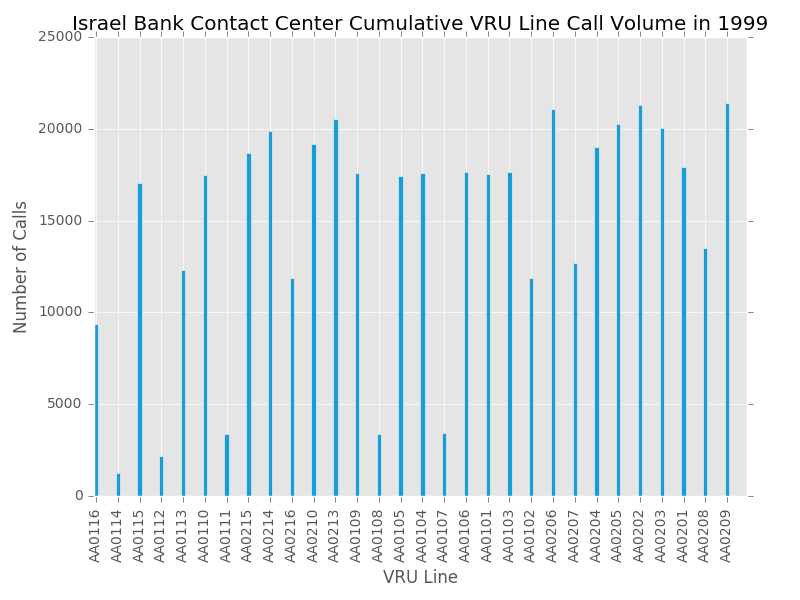 Israel Bank Contact Center Cumulative VRU Line Call Volume in 1999
25000
20000
15000
10000
5000
0
Number of Calls
AA0116
AA0114
AA0115
AA0112
AA0113
AA0110
AA0111
AA0215
AA0214
AA0216
AA0210
AA0213
AA0109
AA0108
AA0105
AA0104
AA0107
AA0106
AA0101
AA0103
AA0102
AA0206
AA0207
AA0204
AA0205
AA0202
AA0203
AA0201
AA0208
AA0209
VRU Line